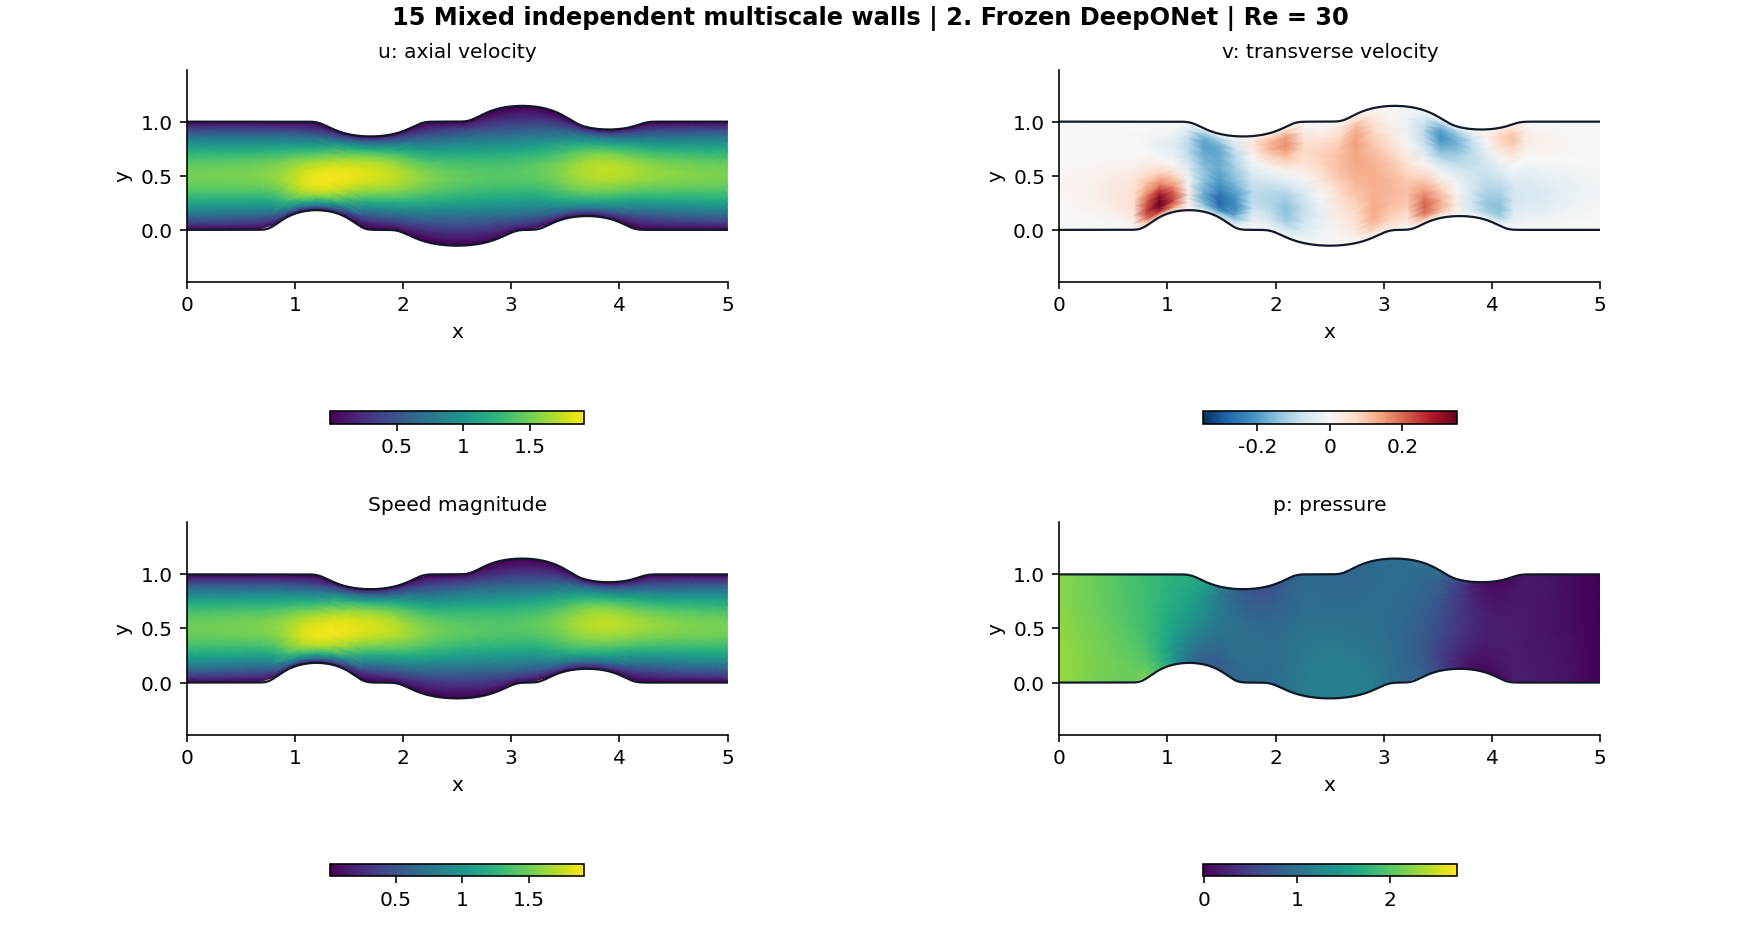 15 Mixed independent multiscale walls | 2. Frozen DeepONet | Re = 30
u: axial velocity
y
1.0
0.5
0.0
0 1 2 3 4 5
x
0.5 1 1.5
v: transverse velocity
y
1.0
0.5
0.0
0 1 2 3 4 5
x
-0.2 0 0.2
Speed magnitude
y
1.0
0.5
0.0
0 1 2 3 4 5
x
0.5 1 1.5
p: pressure
y
1.0
0.5
0.0
0 1 2 3 4 5
x
0 1 2